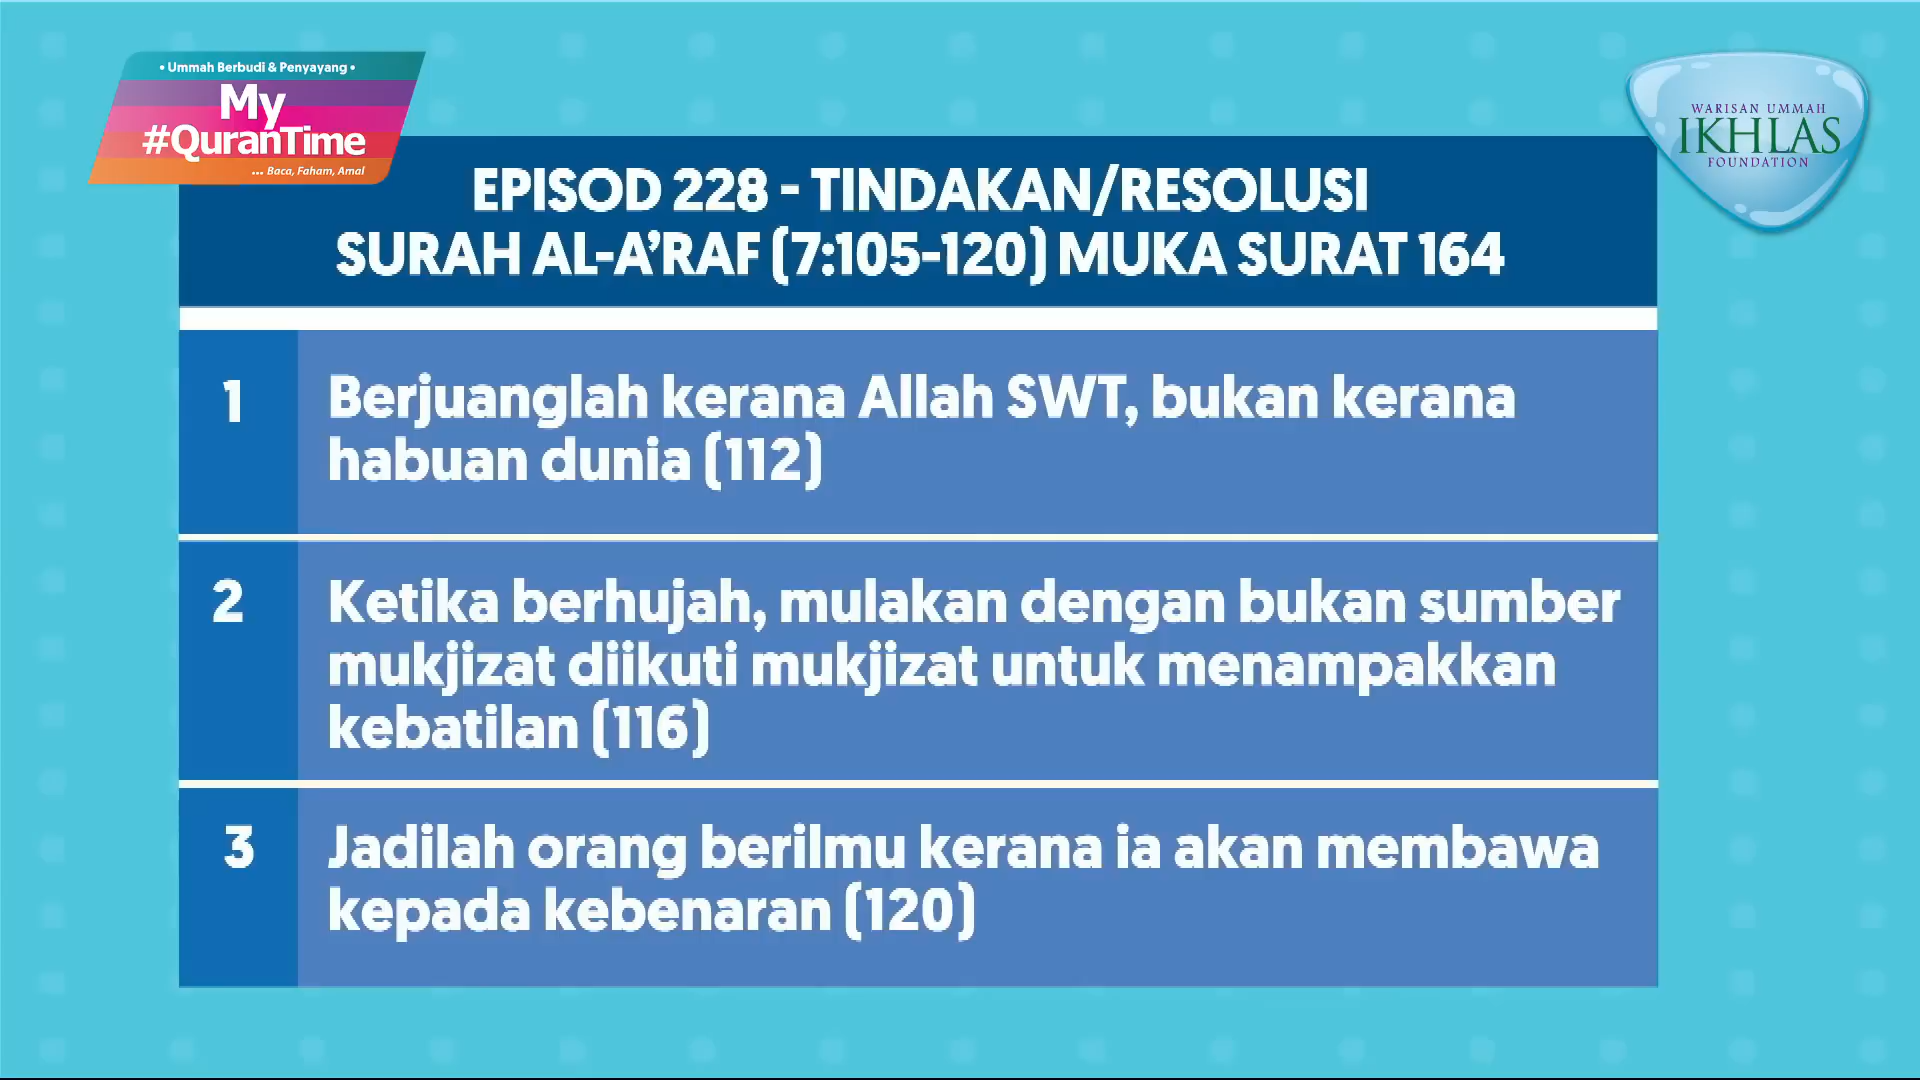 • Ummah Berbudi & Penyayang •
My
#QuranTime
... Baca, Faham, Amal
WARISAN UMMAH
IKHLAS
FOUNDATION
EPISOD 228 - TINDAKAN/RESOLUSI
SURAH AL-A’RAF (7:105-120) MUKA SURAT 164
1
Berjuanglah kerana Allah SWT, bukan kerana
habuan dunia (112)
2
Ketika berhujah, mulakan dengan bukan sumber
mukjizat diikuti mukjizat untuk menampakkan
kebatilan (116)
3
Jadilah orang berilmu kerana ia akan membawa
kepada kebenaran (120)